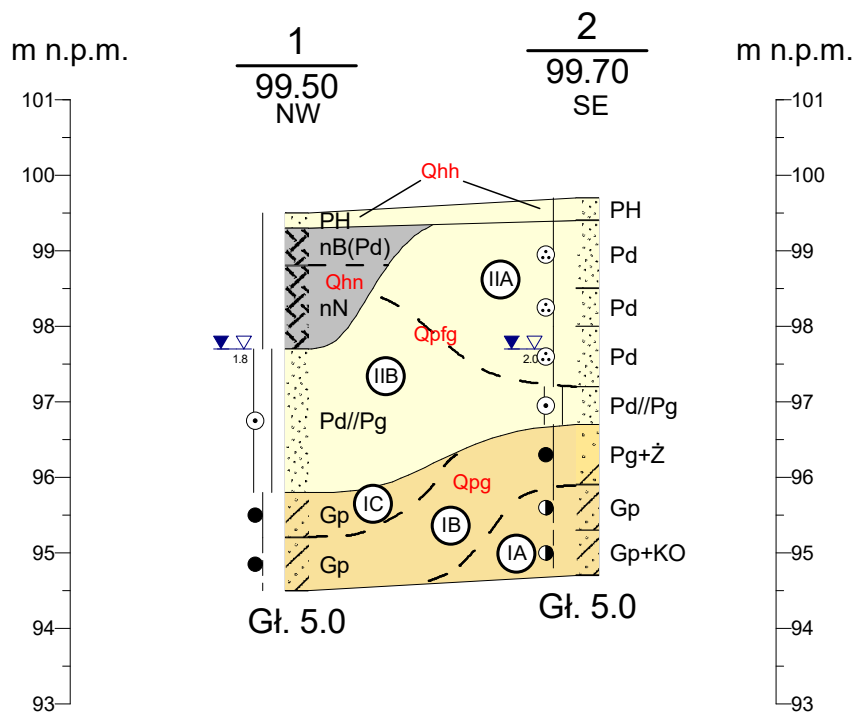 m n.p.m.
1
99.50
NW
2
99.70
SE
m n.p.m.
101
100
99
98
97
96
95
94
93
101
100
99
98
97
96
95
94
93
Qhh
PH
nB(Pd)
Qhn
nN
1.8
Pd//Pg
Gp
Gp
IIA
Qpfg
2.0
IIB
Qpg
IC
IB
IA
PH
Pd
Pd
Pd
Pd//Pg
Pg+Ż
Gp
Gp+KO
Gł. 5.0
Gł. 5.0